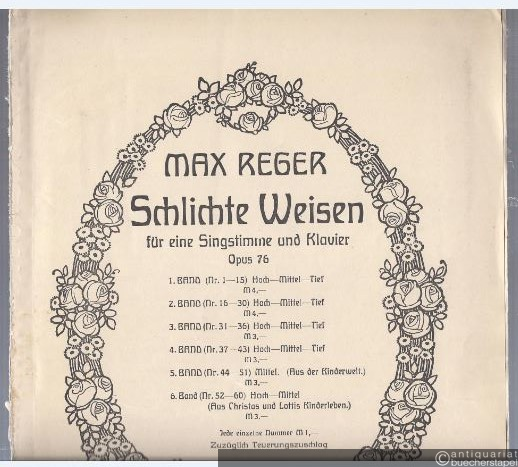 MAX REGER
Schlichte Weisen
für eine Singstimme und Klavier
Opus 76
1. BAND (Nr. 1—15) Hoch—Mittel—Tief
M 4,—
2. BAND (Nr. 16—30) Hoch—Mittel—Tief
M 4,—
3. BAND (Nr. 31—36) Hoch—Mittel—Tief
M 3,—
4. BAND (Nr. 37—43) Hoch—Mittel—Tief
M 3,—
5. BAND (Nr. 44—51) Mittel. (Aus der Kinderwelt.)
M 3,—
6. Band (Nr. 52—60) Hoch—Mittel
(Aus Christas und Lottis Kinderleben.)
M 3,—
Jede einzelne Nummer M 1,—
Zuzüglich Teuerungszuschlag
antiquariat
buecherstapel